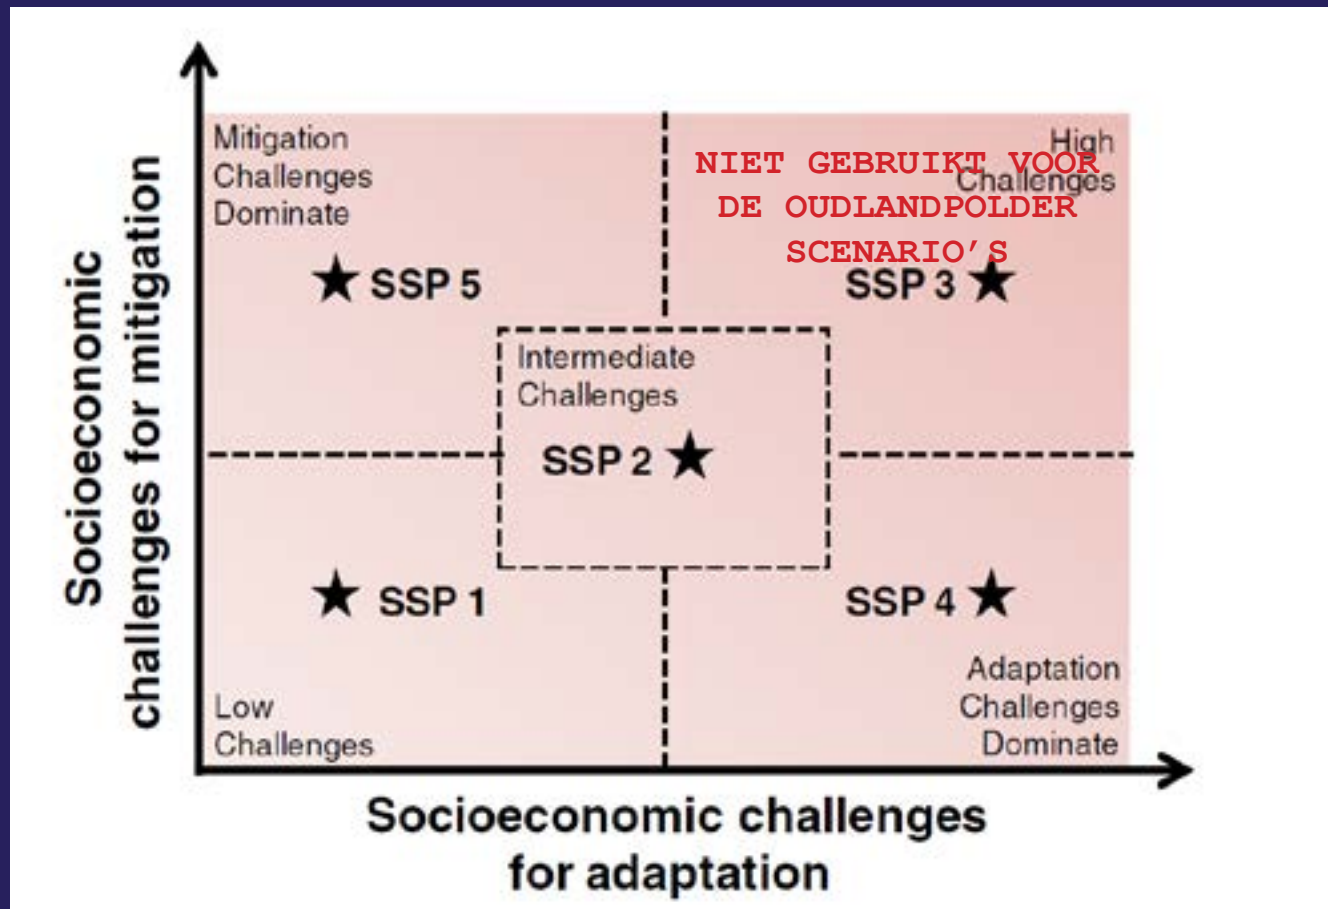 Socioeconomic
challenges for mitigation
Mitigation
Challenges
Dominate
High
Challenges
NIET GEBRUIKT VOOR
DE OUDLANDPOLDER
SCENARIO’S
SSP 5
SSP 3
Intermediate
Challenges
SSP 2
SSP 1
SSP 4
Low
Challenges
Adaptation
Challenges
Dominate
Socioeconomic challenges
for adaptation